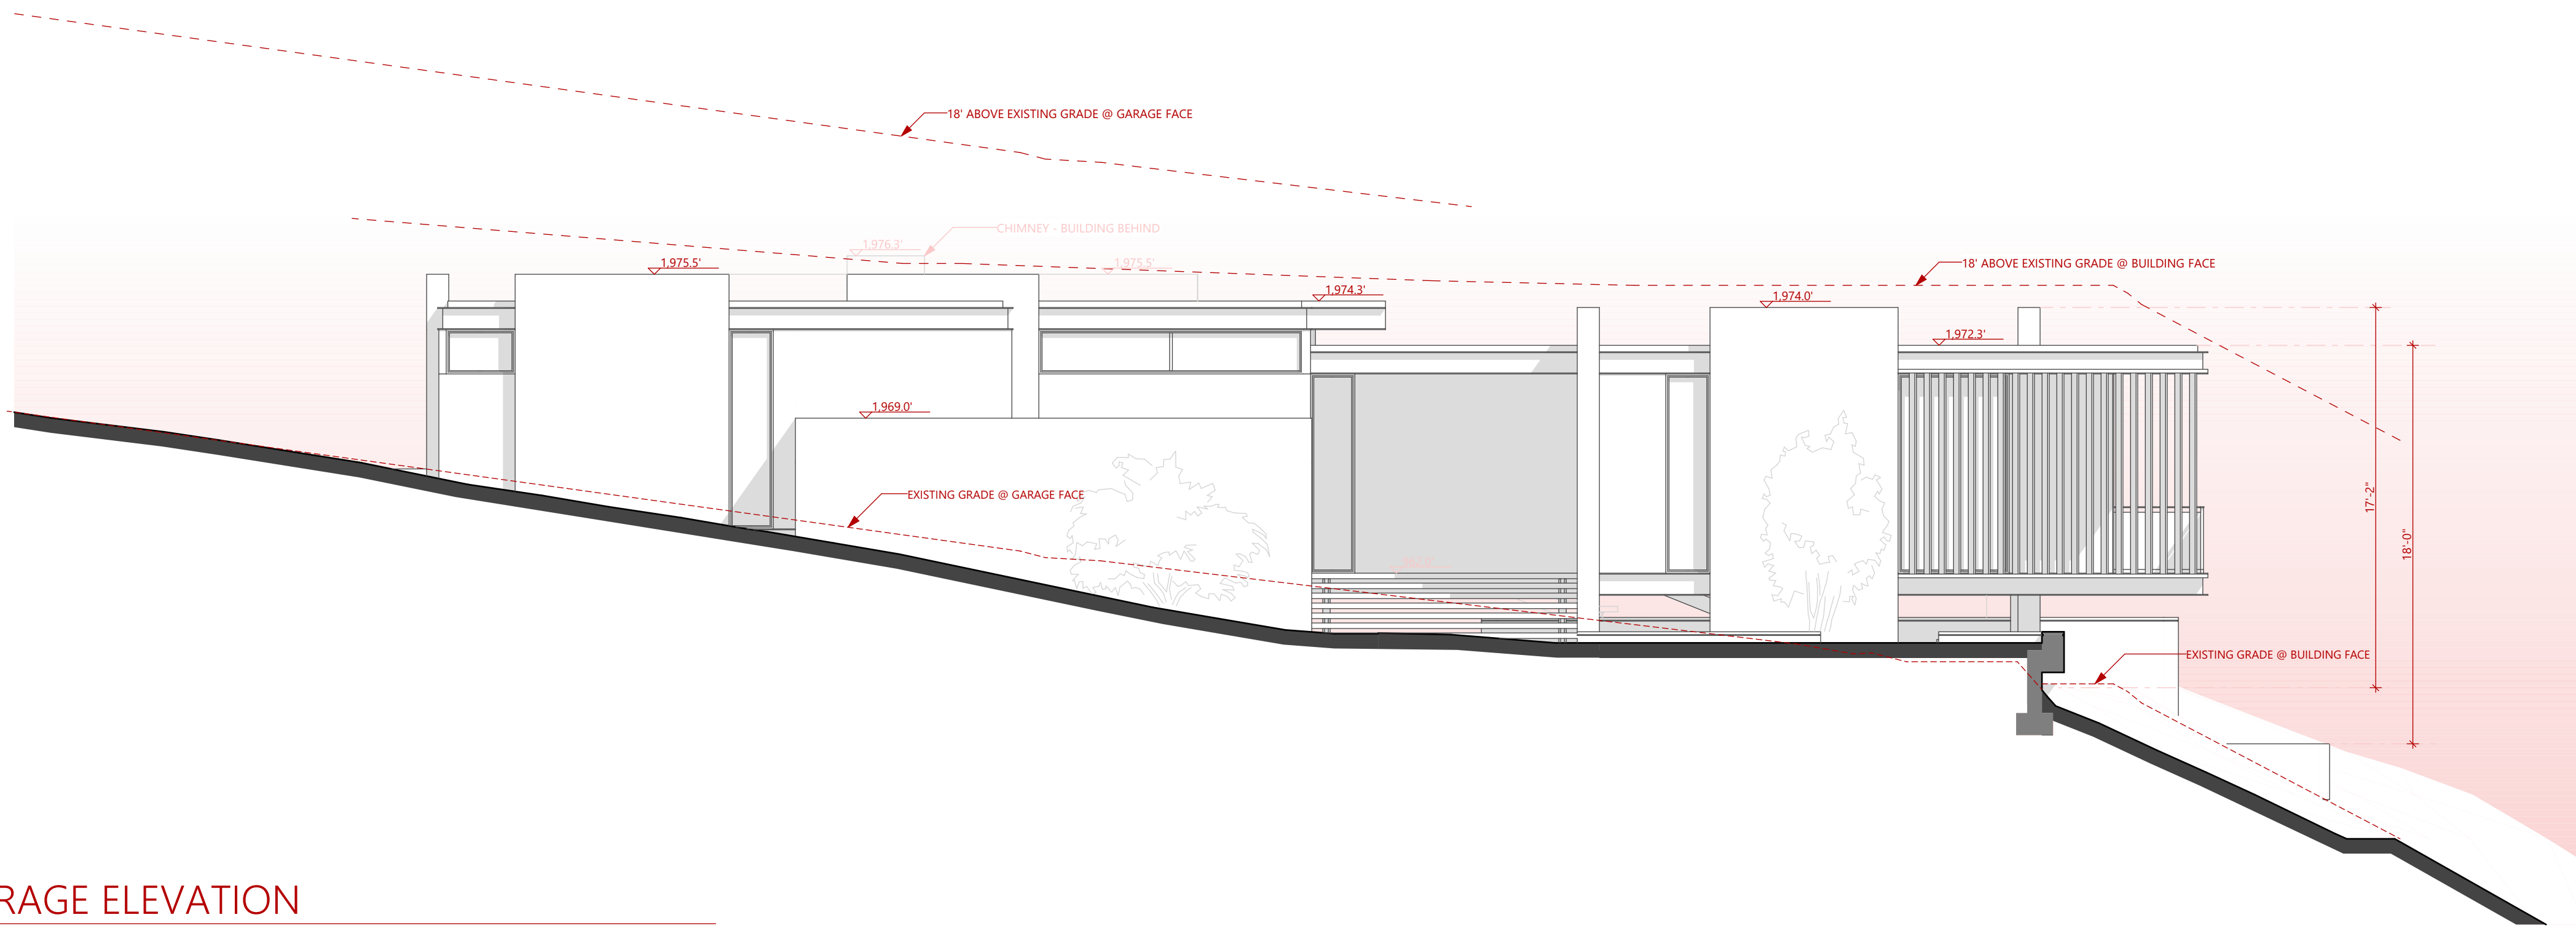 18' ABOVE EXISTING GRADE @ GARAGE FACE
CHIMNEY - BUILDING BEHIND
1,976.3'
1,975.5'
1,975.5'
18' ABOVE EXISTING GRADE @ BUILDING FACE
1,974.3'
1,974.0'
1,972.3'
1,969.0'
EXISTING GRADE @ GARAGE FACE
17'-2"
18'-0"
EXISTING GRADE @ BUILDING FACE
RAGE ELEVATION